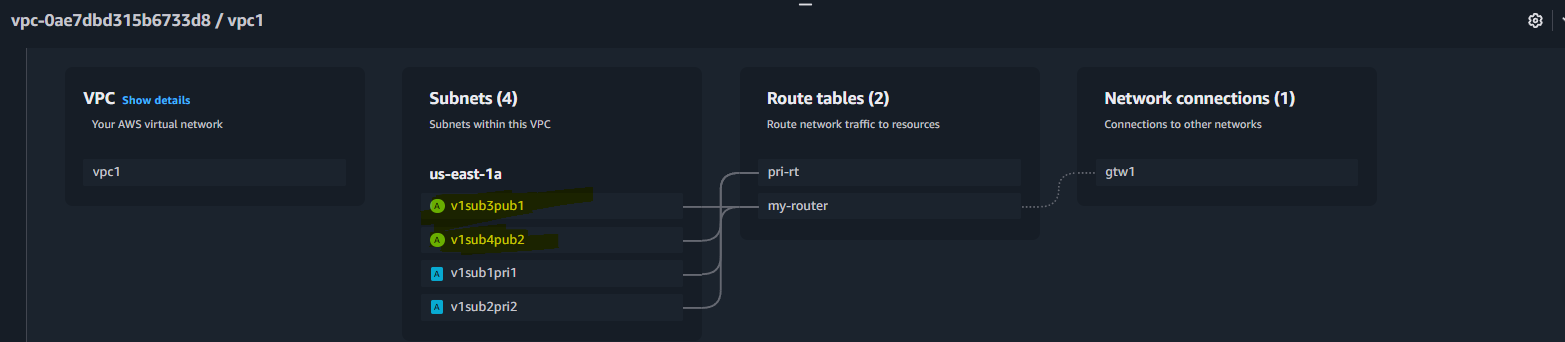 vpc-0ae7dbd315b6733d8 / vpc1
VPC Show details
Your AWS virtual network
vpc1
Subnets (4)
Subnets within this VPC
us-east-1a
A v1sub3pub1
A v1sub4pub2
A v1sub1pri1
A v1sub2pri2
Route tables (2)
Route network traffic to resources
pri-rt
my-router
Network connections (1)
Connections to other networks
gtw1